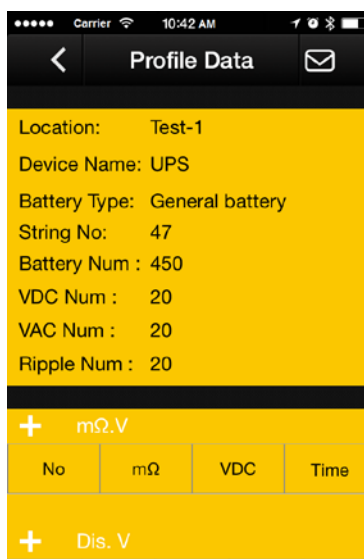 Carrier 10:42 AM
Profile Data
Location: Test-1
Device Name: UPS
Battery Type: General battery
String No: 47
Battery Num : 450
VDC Num : 20
VAC Num : 20
Ripple Num : 20
+ mΩ.V
No mΩ VDC Time
+ Dis. V